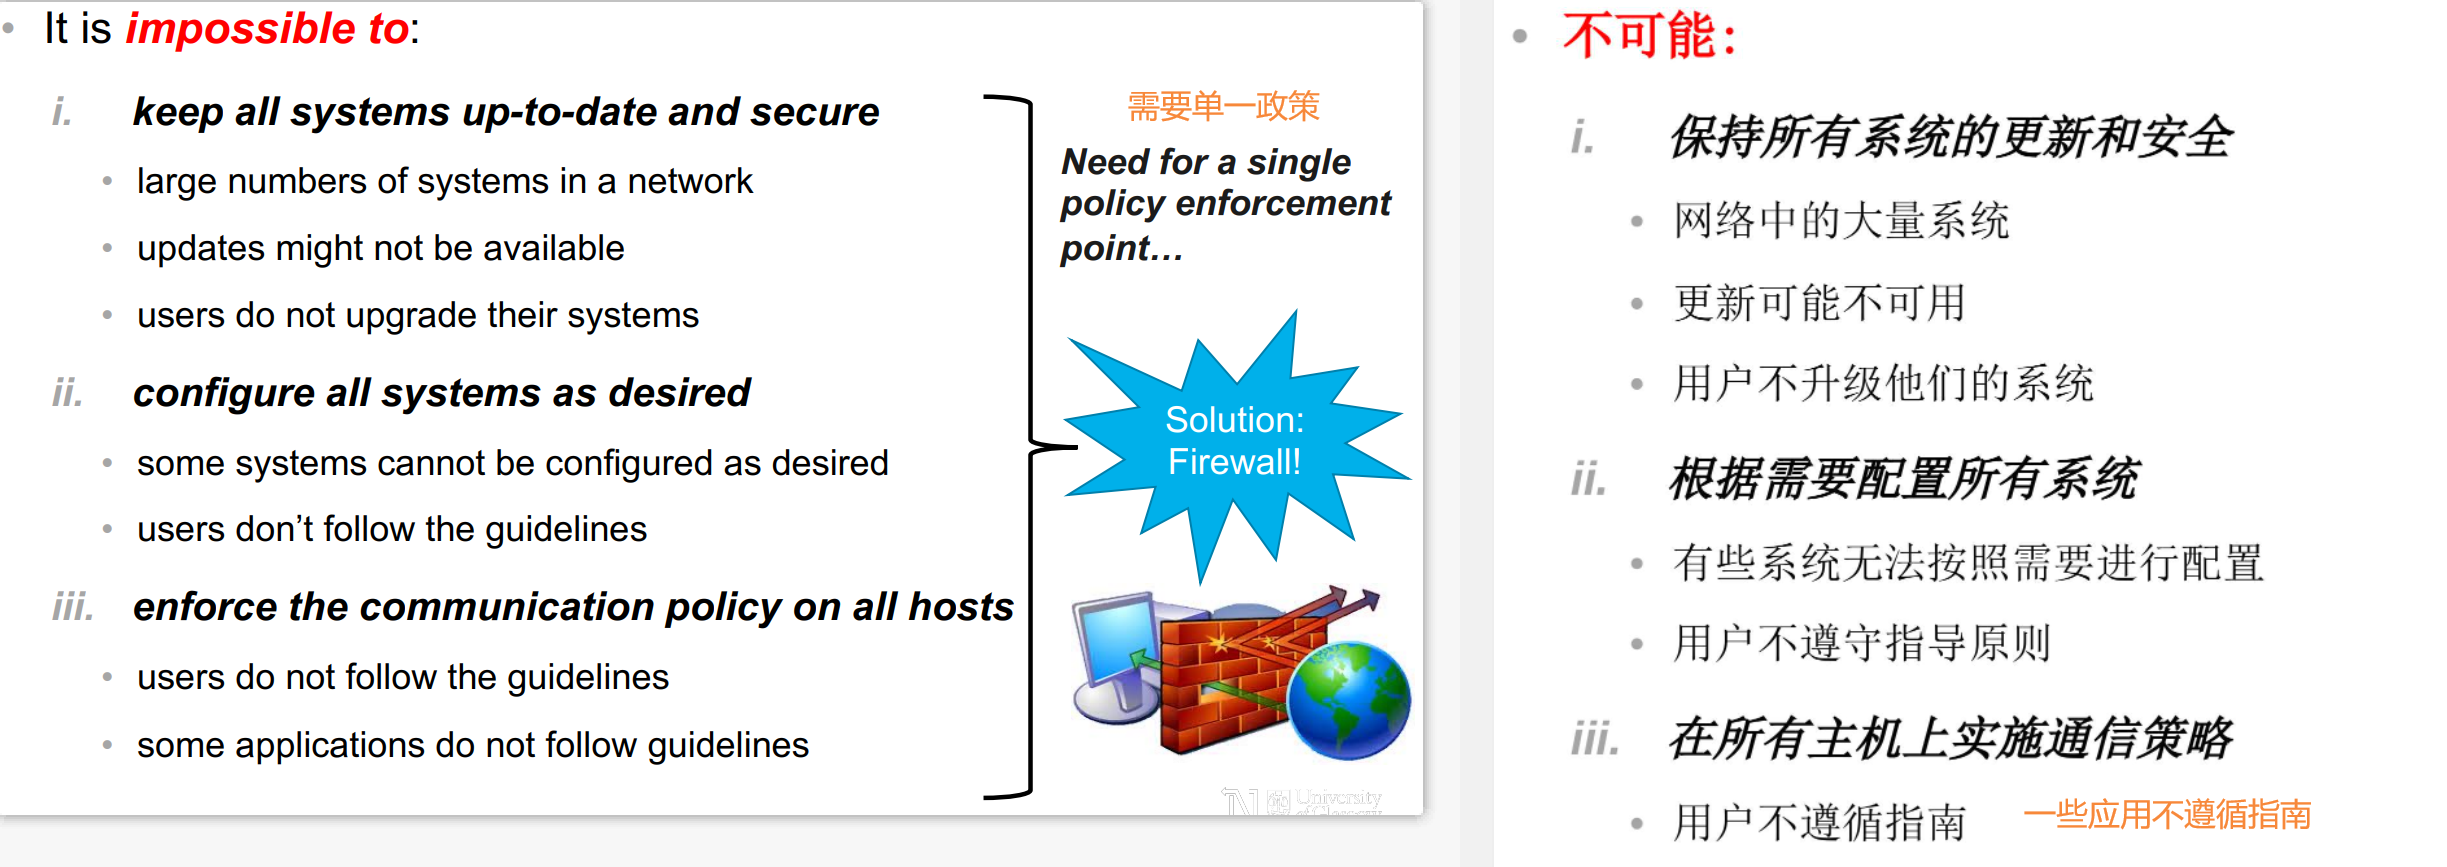 • It is impossible to:
i. keep all systems up-to-date and secure
• large numbers of systems in a network
• updates might not be available
• users do not upgrade their systems
ii. configure all systems as desired
• some systems cannot be configured as desired
• users don’t follow the guidelines
iii. enforce the communication policy on all hosts
• users do not follow the guidelines
• some applications do not follow guidelines
需要单一政策
Need for a single
policy enforcement
point…
Solution:
Firewall!
University
• 不可能：
i. 保持所有系统的更新和安全
• 网络中的大量系统
• 更新可能不可用
• 用户不升级他们的系统
ii. 根据需要配置所有系统
• 有些系统无法按照需要进行配置
• 用户不遵守指导原则
iii. 在所有主机上实施通信策略
• 用户不遵循指南
一些应用不遵循指南